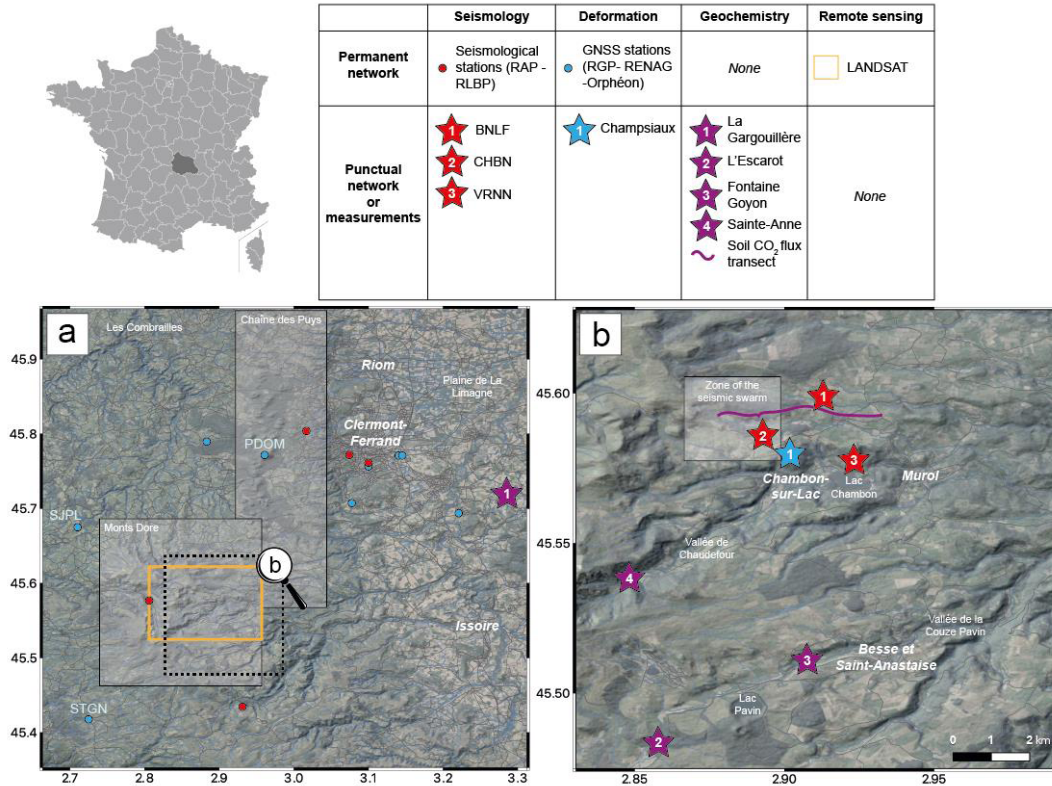 Seismology
Deformation
Geochemistry
Remote sensing
Permanent
network
Seismological
stations (RAP -
RLBP)
GNSS stations
(RGP- RENAG
-Orphéon)
None
LANDSAT
Punctual
network
or
measurements
1 BNLF
2 CHBN
3 VRNN
1 Champsiaux
1 La
Gargouillère
2 L'Escarot
3 Fontaine
Goyon
4 Sainte-Anne
Soil CO2 flux
transect
None
a
Les Combrailles
Chaîne des Puys
Riom
Plaine de La
Limagne
Clermont-
Ferrand
PDOM
1
SJPL
Monts Dore
b
Issoire
STGN
45.9
45.8
45.7
45.6
45.5
45.4
2.7 2.8 2.9 3.0 3.1 3.2 3.3
b
Zone of the
seismic swarm
1
2
1
3
Chambon-
sur-Lac
Lac
Chambon
Murol
Vallée de
Chaudefour
4
Vallée de la
Couze Pavin
Besse et
Saint-Anastaise
3
Lac
Pavin
2
0 1 2 km
45.60
45.55
45.50
2.85 2.90 2.95